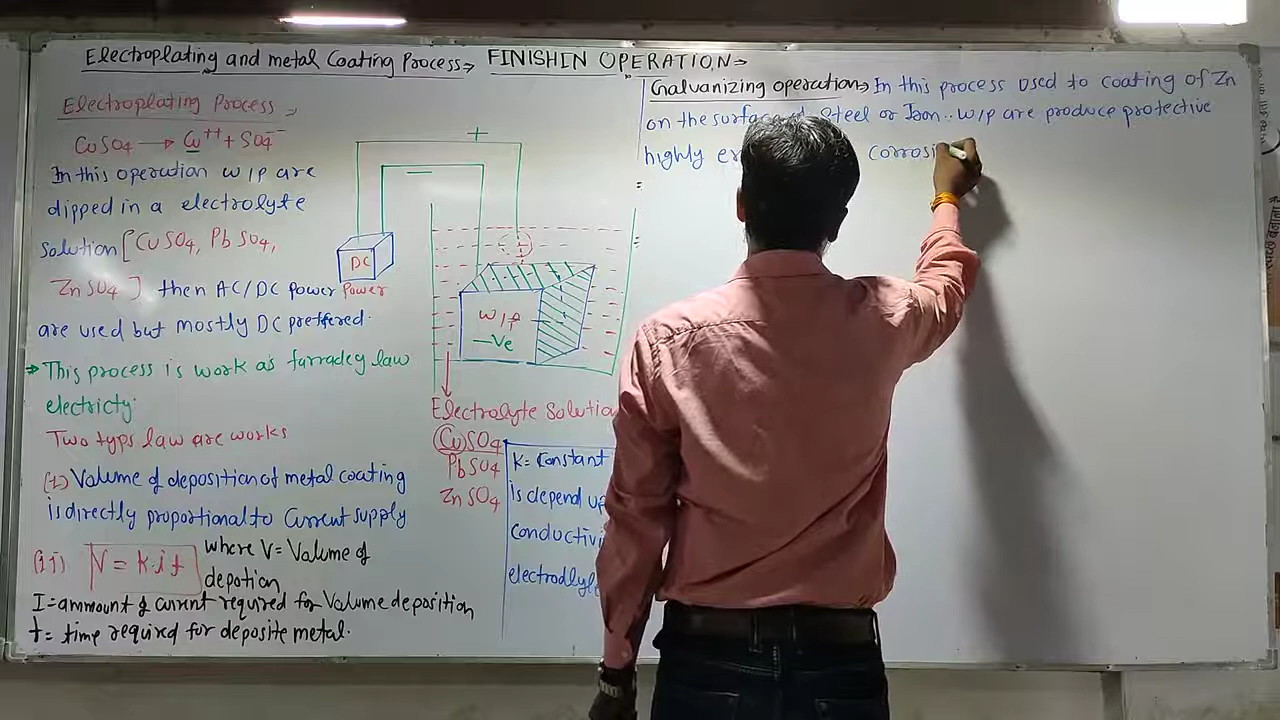 Electroplating and metal Coating Process→ FINISHIN OPERATION→
Electroplating Process
CuSO4 → Cu++ + SO4--
In this operation w/p are
dipped in a electrolyte
Solution [CuSO4, PbSO4,
ZnSO4] then AC/DC power
are used but mostly DC preffered.
→ This process is work as farradey law
electricty.
Two typs law are works
(i) Volume of deposition of metal coating
is directly proportional to Current supply
(ii) V = k.i.t where V = Volume of
depotion
I = ammount of current required for Volume deposition
t = time required for deposite metal.
+
—
DC
Power
+
w/p
-Ve
Electrolyte Solution
CuSO4
PbSO4
ZnSO4
K = Constant
is depend
Galvanizing operation→ In this process used to coating of Zn
on the surface Steel or Iron.. w/p are produce protective
highly